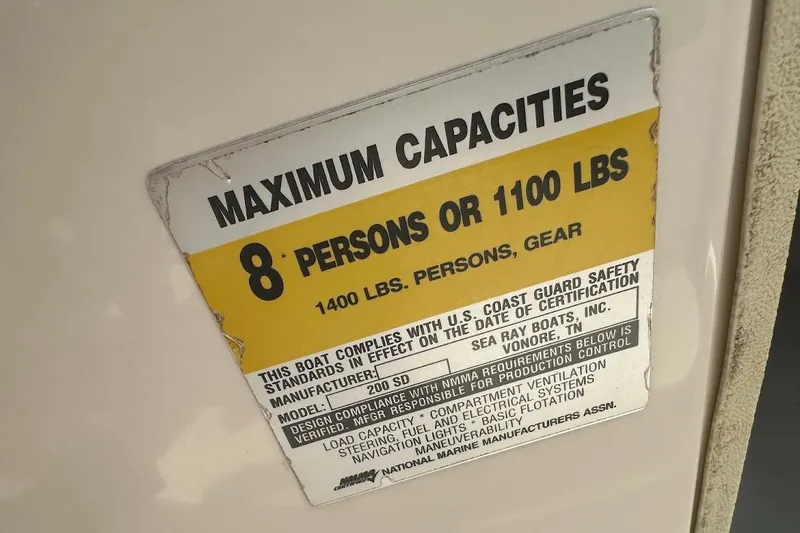 MAXIMUM CAPACITIES
8 PERSONS OR 1100 LBS
1400 LBS. PERSONS, GEAR
THIS BOAT COMPLIES WITH U.S. COAST GUARD SAFETY
STANDARDS IN EFFECT ON THE DATE OF CERTIFICATION
MANUFACTURER: SEA RAY BOATS, INC.
VONORE, TN
MODEL: 200 SD
DESIGN COMPLIANCE WITH NMMA REQUIREMENTS BELOW IS
VERIFIED. MFGR RESPONSIBLE FOR PRODUCTION CONTROL
LOAD CAPACITY * COMPARTMENT VENTILATION
STEERING, FUEL AND ELECTRICAL SYSTEMS
NAVIGATION LIGHTS * BASIC FLOTATION
MANEUVERABILITY
NMMA CERTIFIED NATIONAL MARINE MANUFACTURERS ASSN.